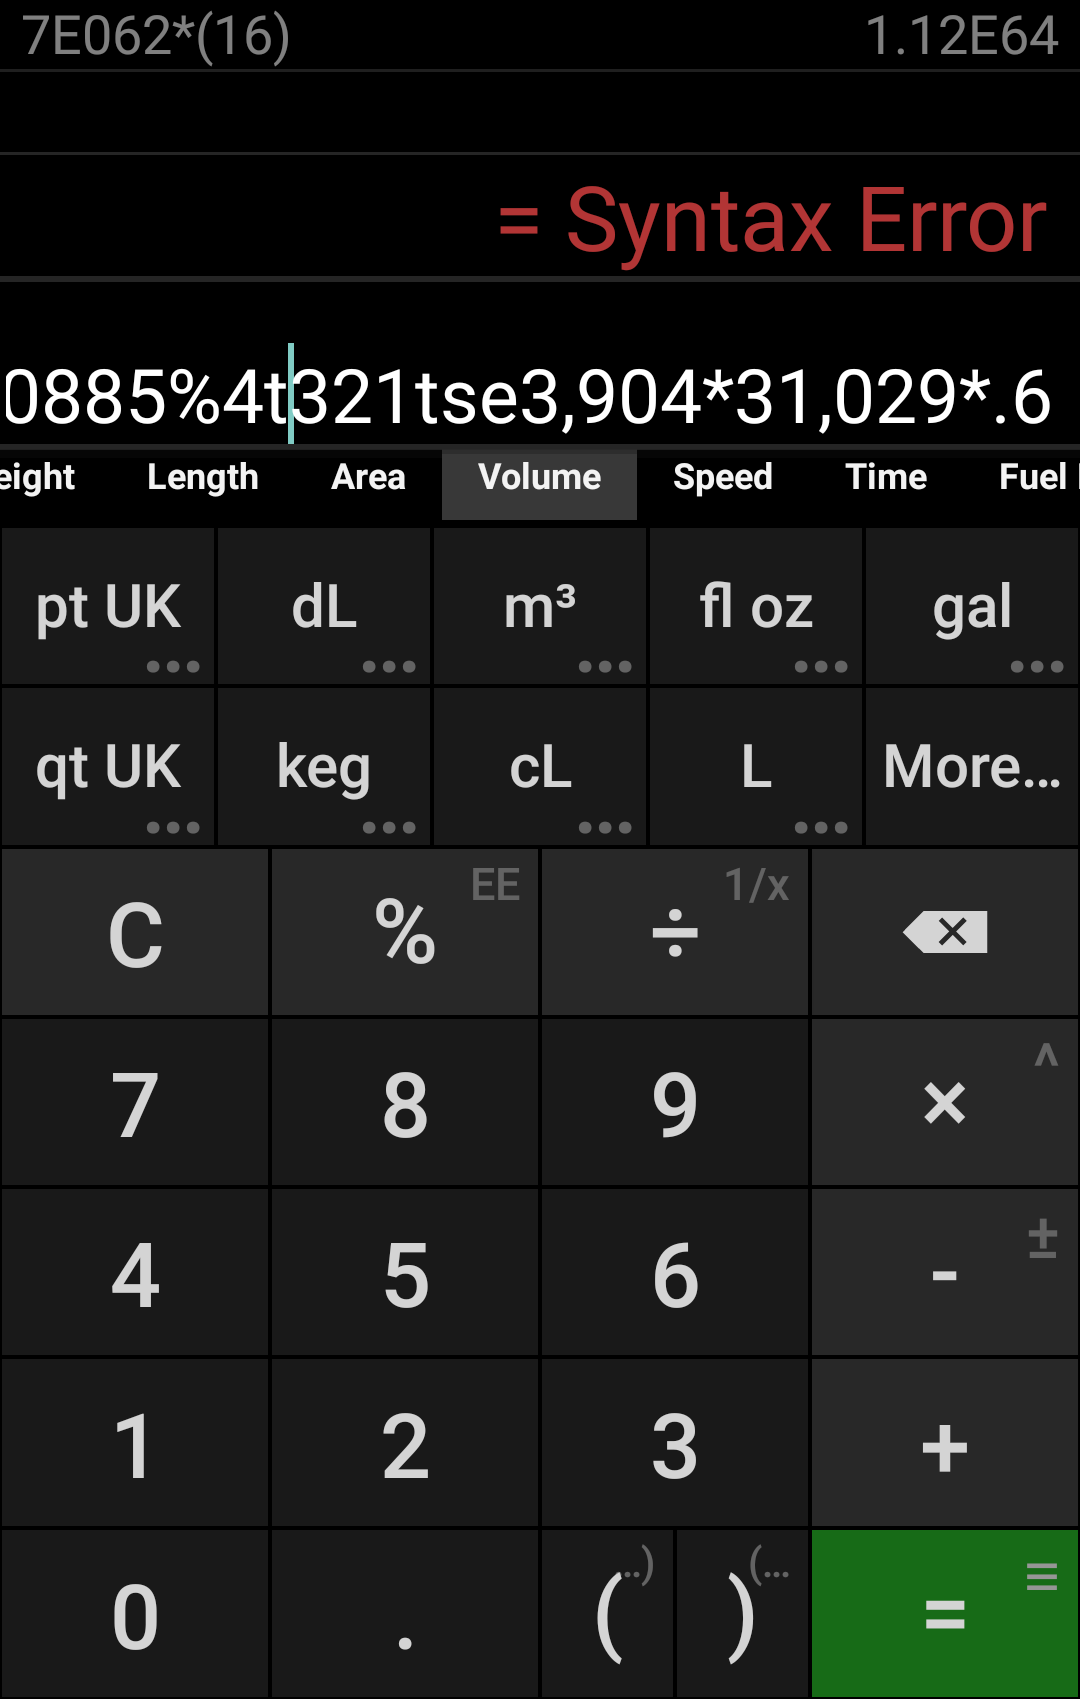 7E062*(16) 1.12E64
= Syntax Error
0885%4t321tse3,904*31,029*.6
eight Length Area Volume Speed Time Fuel
pt UK dL m³ fl oz gal
qt UK keg cL L More...
C % EE ÷ 1/x
7 8 9 × ^
4 5 6 - ±
1 2 3 +
0 . ( ..) ) (... =